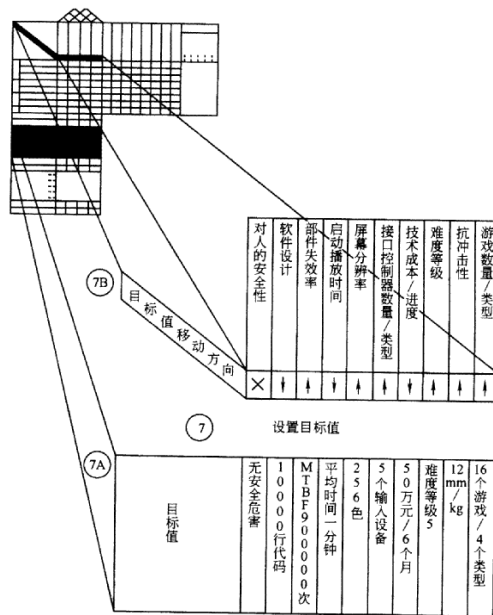 对人的安全性
软件设计
部件失效率
启动播放时间
屏幕分辨率
接口控制器数量/类型
技术成本/进度
难度等级
抗冲击性
游戏数量/类型
7B
目标值移动方向
× ↓ ↑ ↓ ↑ ↑ ↓ ↑ ↑ ↑
7
设置目标值
7A
目标值
无安全危害
10000行代码
MTBF900000次
平均时间一分钟
256色
5个输入设备
50万元/6个月
难度等级5
12mm/kg
16个游戏/4个类型